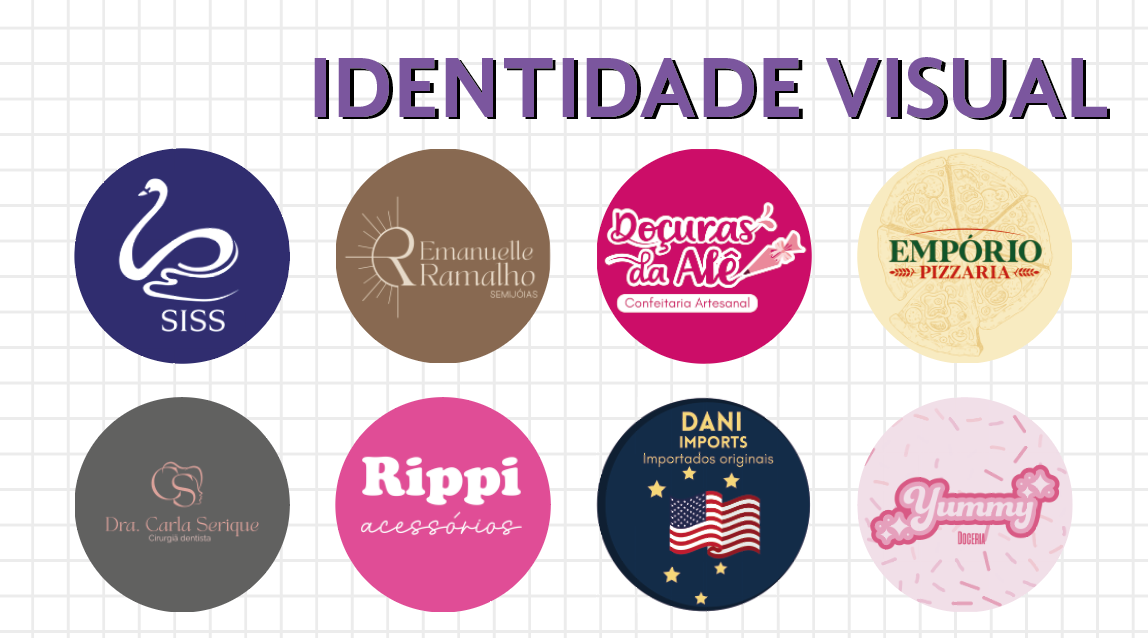 IDENTIDADE VISUAL
SISS
Emanuelle
Ramalho
SEMIJÓIAS
Doçuras
da Alê
Confeitaria Artesanal
EMPÓRIO
PIZZARIA
CS
Dra. Carla Serique
Cirurgiã dentista
Rippi
acessórios
DANI
IMPORTS
Importados originais
Yummy
DOCERIA